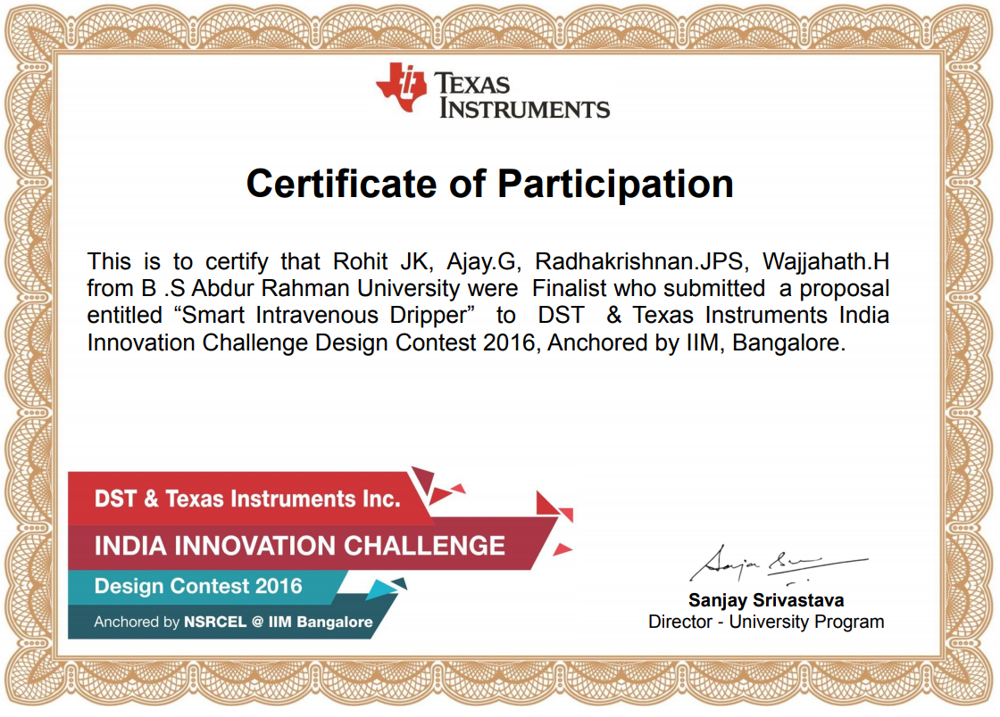 TEXAS
INSTRUMENTS
Certificate of Participation
This is to certify that Rohit JK, Ajay.G, Radhakrishnan.JPS, Wajjahath.H
from B .S Abdur Rahman University were Finalist who submitted a proposal
entitled “Smart Intravenous Dripper” to DST & Texas Instruments India
Innovation Challenge Design Contest 2016, Anchored by IIM, Bangalore.
DST & Texas Instruments Inc.
INDIA INNOVATION CHALLENGE
Design Contest 2016
Anchored by NSRCEL @ IIM Bangalore
Sanjay Srivastava
Director - University Program